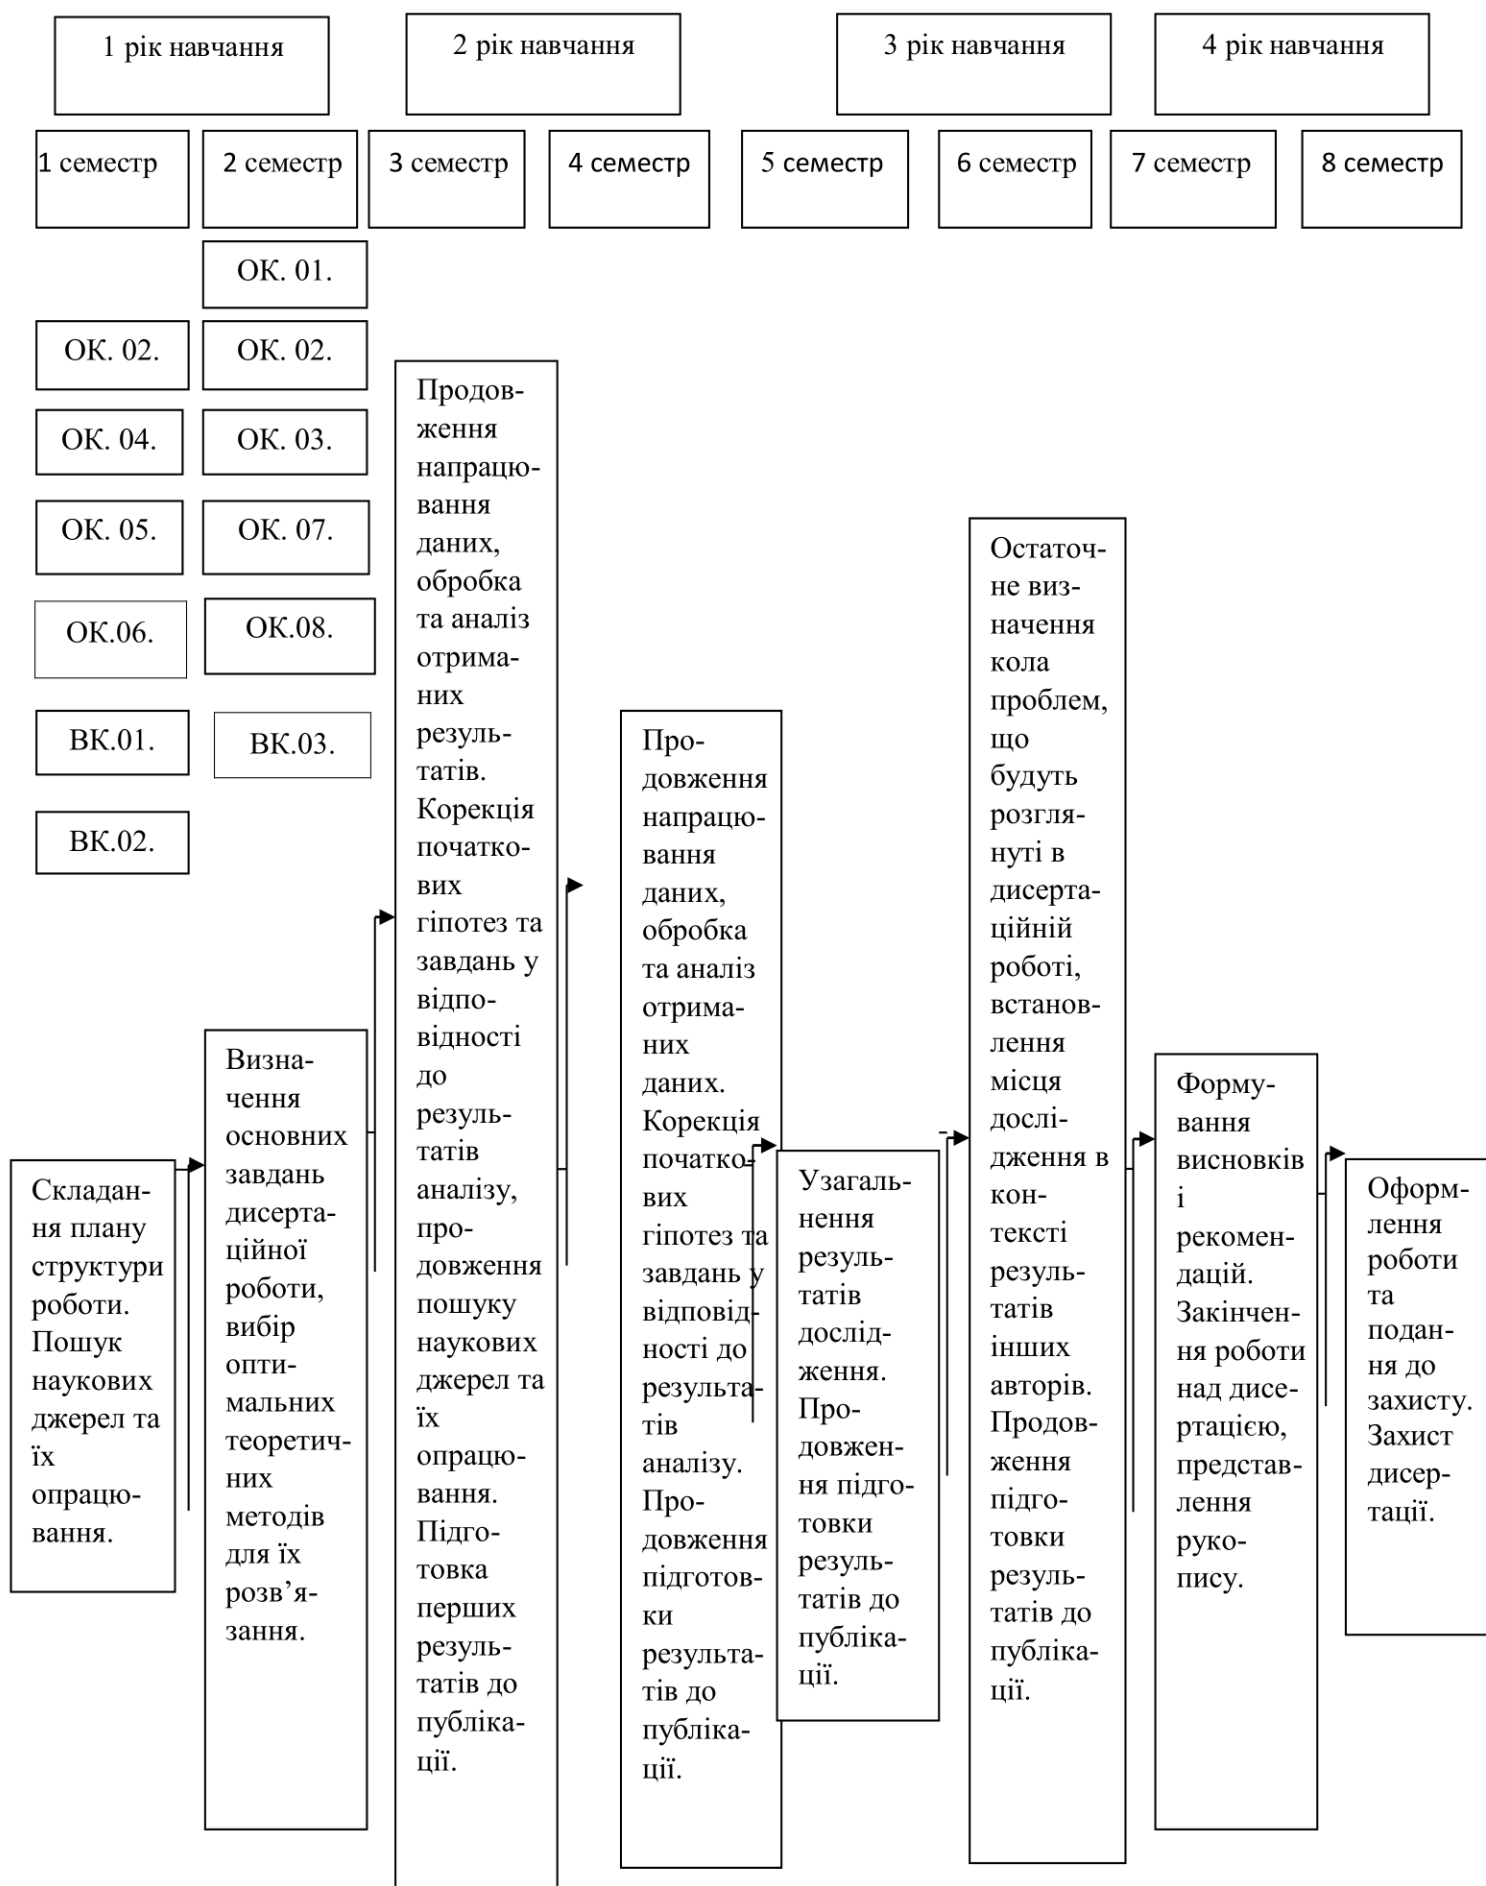 1 рік навчання
2 рік навчання
3 рік навчання
4 рік навчання
1 семестр
2 семестр
3 семестр
4 семестр
5 семестр
6 семестр
7 семестр
8 семестр
ОК. 01.
ОК. 02.
ОК. 02.
ОК. 04.
ОК. 03.
ОК. 05.
ОК. 07.
ОК.06.
ОК.08.
ВК.01.
ВК.03.
ВК.02.
Складан-
ня плану
структури
роботи.
Пошук
наукових
джерел та
їх
опрацю-
вання.
Визна-
чення
основних
завдань
дисерта-
ційної
роботи,
вибір
опти-
мальних
теоретич-
них
методів
для їх
розв’я-
зання.
Продов-
ження
напрацю-
вання
даних,
обробка
та аналіз
отрима-
них
резуль-
татів.
Корекція
початко-
вих
гіпотез та
завдань у
відпо-
відності
до
резуль-
татів
аналізу,
про-
довження
пошуку
наукових
джерел та
їх
опрацю-
вання.
Підго-
товка
перших
резуль-
татів до
публіка-
ції.
Про-
довження
напрацю-
вання
даних,
обробка
та аналіз
отрима-
них
даних.
Корекція
початко-
вих
гіпотез та
завдань у
відповід-
ності до
результа-
тів
аналізу.
Про-
довження
підготов-
ки
результа-
тів до
публіка-
ції.
Узагаль-
нення
резуль-
татів
дослід-
ження.
Про-
довжен-
ня підго-
товки
резуль-
татів до
публіка-
ції.
Остаточ-
не виз-
начення
кола
проблем,
що
будуть
розгля-
нуті в
дисерта-
ційній
роботі,
встанов-
лення
місця
дослі-
дження в
кон-
тексті
резуль-
татів
інших
авторів.
Продов-
ження
підго-
товки
резуль-
татів до
публіка-
ції.
Форму-
вання
висновків
і
рекомен-
дацій.
Закінчен-
ня роботи
над дисе-
ртацією,
представ-
лення
руко-
пису.
Оформ-
лення
роботи
та
подан-
ня до
захисту.
Захист
дисер-
тації.